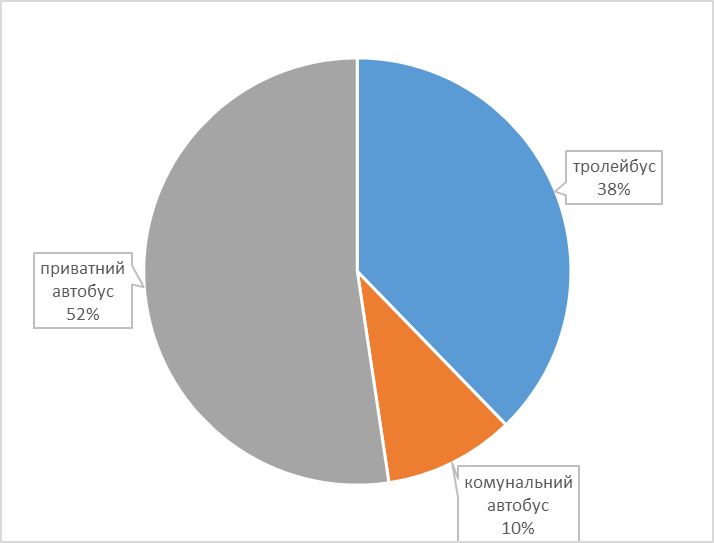 тролейбус
38%
приватний
автобус
52%
комунальний
автобус
10%